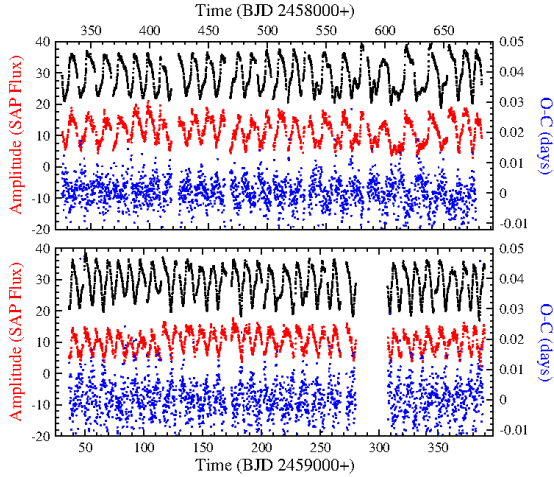 Time (BJD 2458000+)
350 400 450 500 550 600 650
40 0.05
30 0.04
20 0.03
10 0.02
0 0.01
-10 0
-20 -0.01
Amplitude (SAP Flux)
O-C (days)
40 0.05
30 0.04
20 0.03
10 0.02
0 0.01
-10 0
-20 -0.01
Amplitude (SAP Flux)
O-C (days)
50 100 150 200 250 300 350
Time (BJD 2459000+)